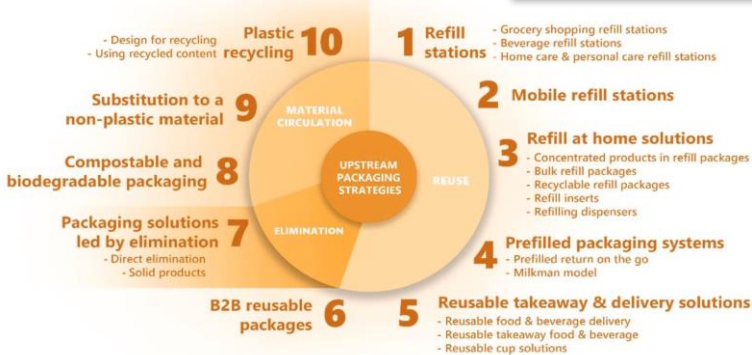 1 Refill
stations
- Grocery shopping refill stations
- Beverage refill stations
- Home care & personal care refill stations
2 Mobile refill stations
3 Refill at home solutions
- Concentrated products in refill packages
- Bulk refill packages
- Recyclable refill packages
- Refill inserts
- Refilling dispensers
4 Prefilled packaging systems
- Prefilled return on the go
- Milkman model
5 Reusable takeaway & delivery solutions
- Reusable food & beverage delivery
- Reusable takeaway food & beverage
- Reusable cup solutions
B2B reusable 6
packages
Packaging solutions 7
led by elimination
- Direct elimination
- Solid products
Compostable and 8
biodegradable packaging
Substitution to a 9
non-plastic material
Plastic 10
recycling
- Design for recycling
- Using recycled content
MATERIAL
CIRCULATION
UPSTREAM
PACKAGING
STRATEGIES
REUSE
ELIMINATION